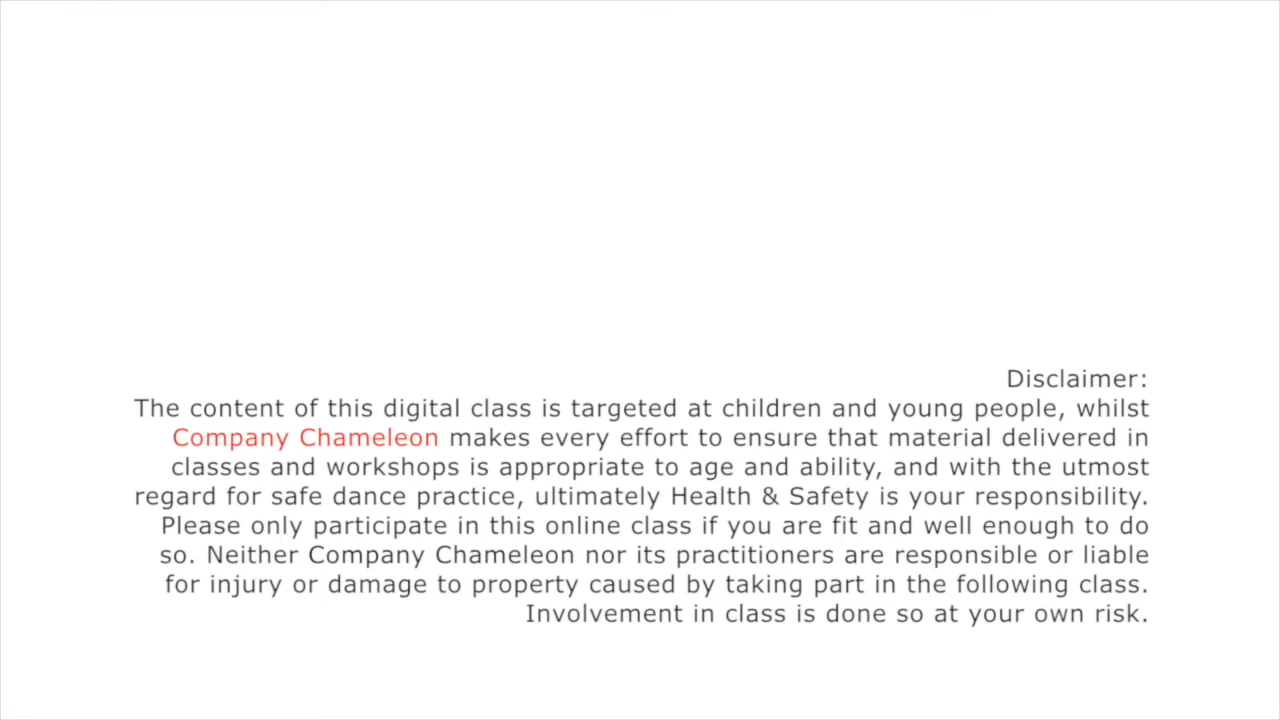 Disclaimer:
The content of this digital class is targeted at children and young people, whilst
Company Chameleon makes every effort to ensure that material delivered in
classes and workshops is appropriate to age and ability, and with the utmost
regard for safe dance practice, ultimately Health & Safety is your responsibility.
Please only participate in this online class if you are fit and well enough to do
so. Neither Company Chameleon nor its practitioners are responsible or liable
for injury or damage to property caused by taking part in the following class.
Involvement in class is done so at your own risk.